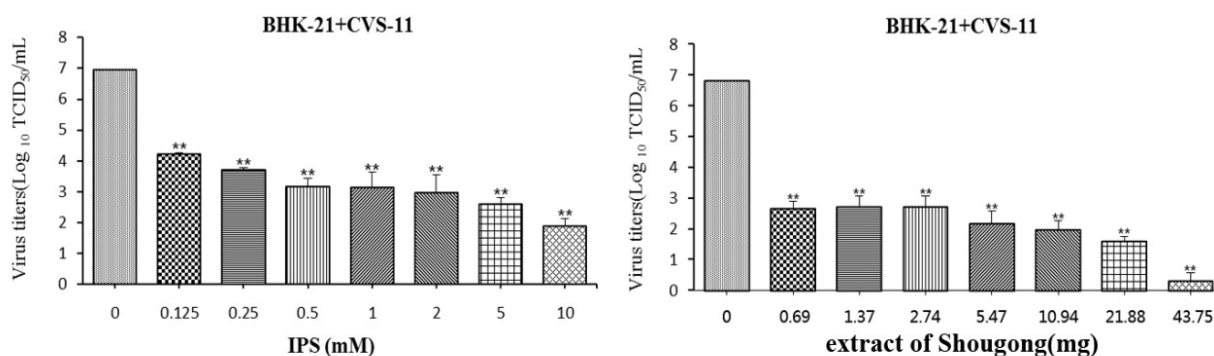 BHK-21+CVS-11
Virus titers(Log 10 TCID50/mL
8
7
6
5
4
3
2
1
0
** ** ** ** ** ** **
0 0.125 0.25 0.5 1 2 5 10
IPS (mM)
BHK-21+CVS-11
Virus titers(Log 10 TCID50/mL
8
7
6
5
4
3
2
1
0
** ** ** ** ** ** **
0 0.69 1.37 2.74 5.47 10.94 21.88 43.75
extract of Shougong(mg)